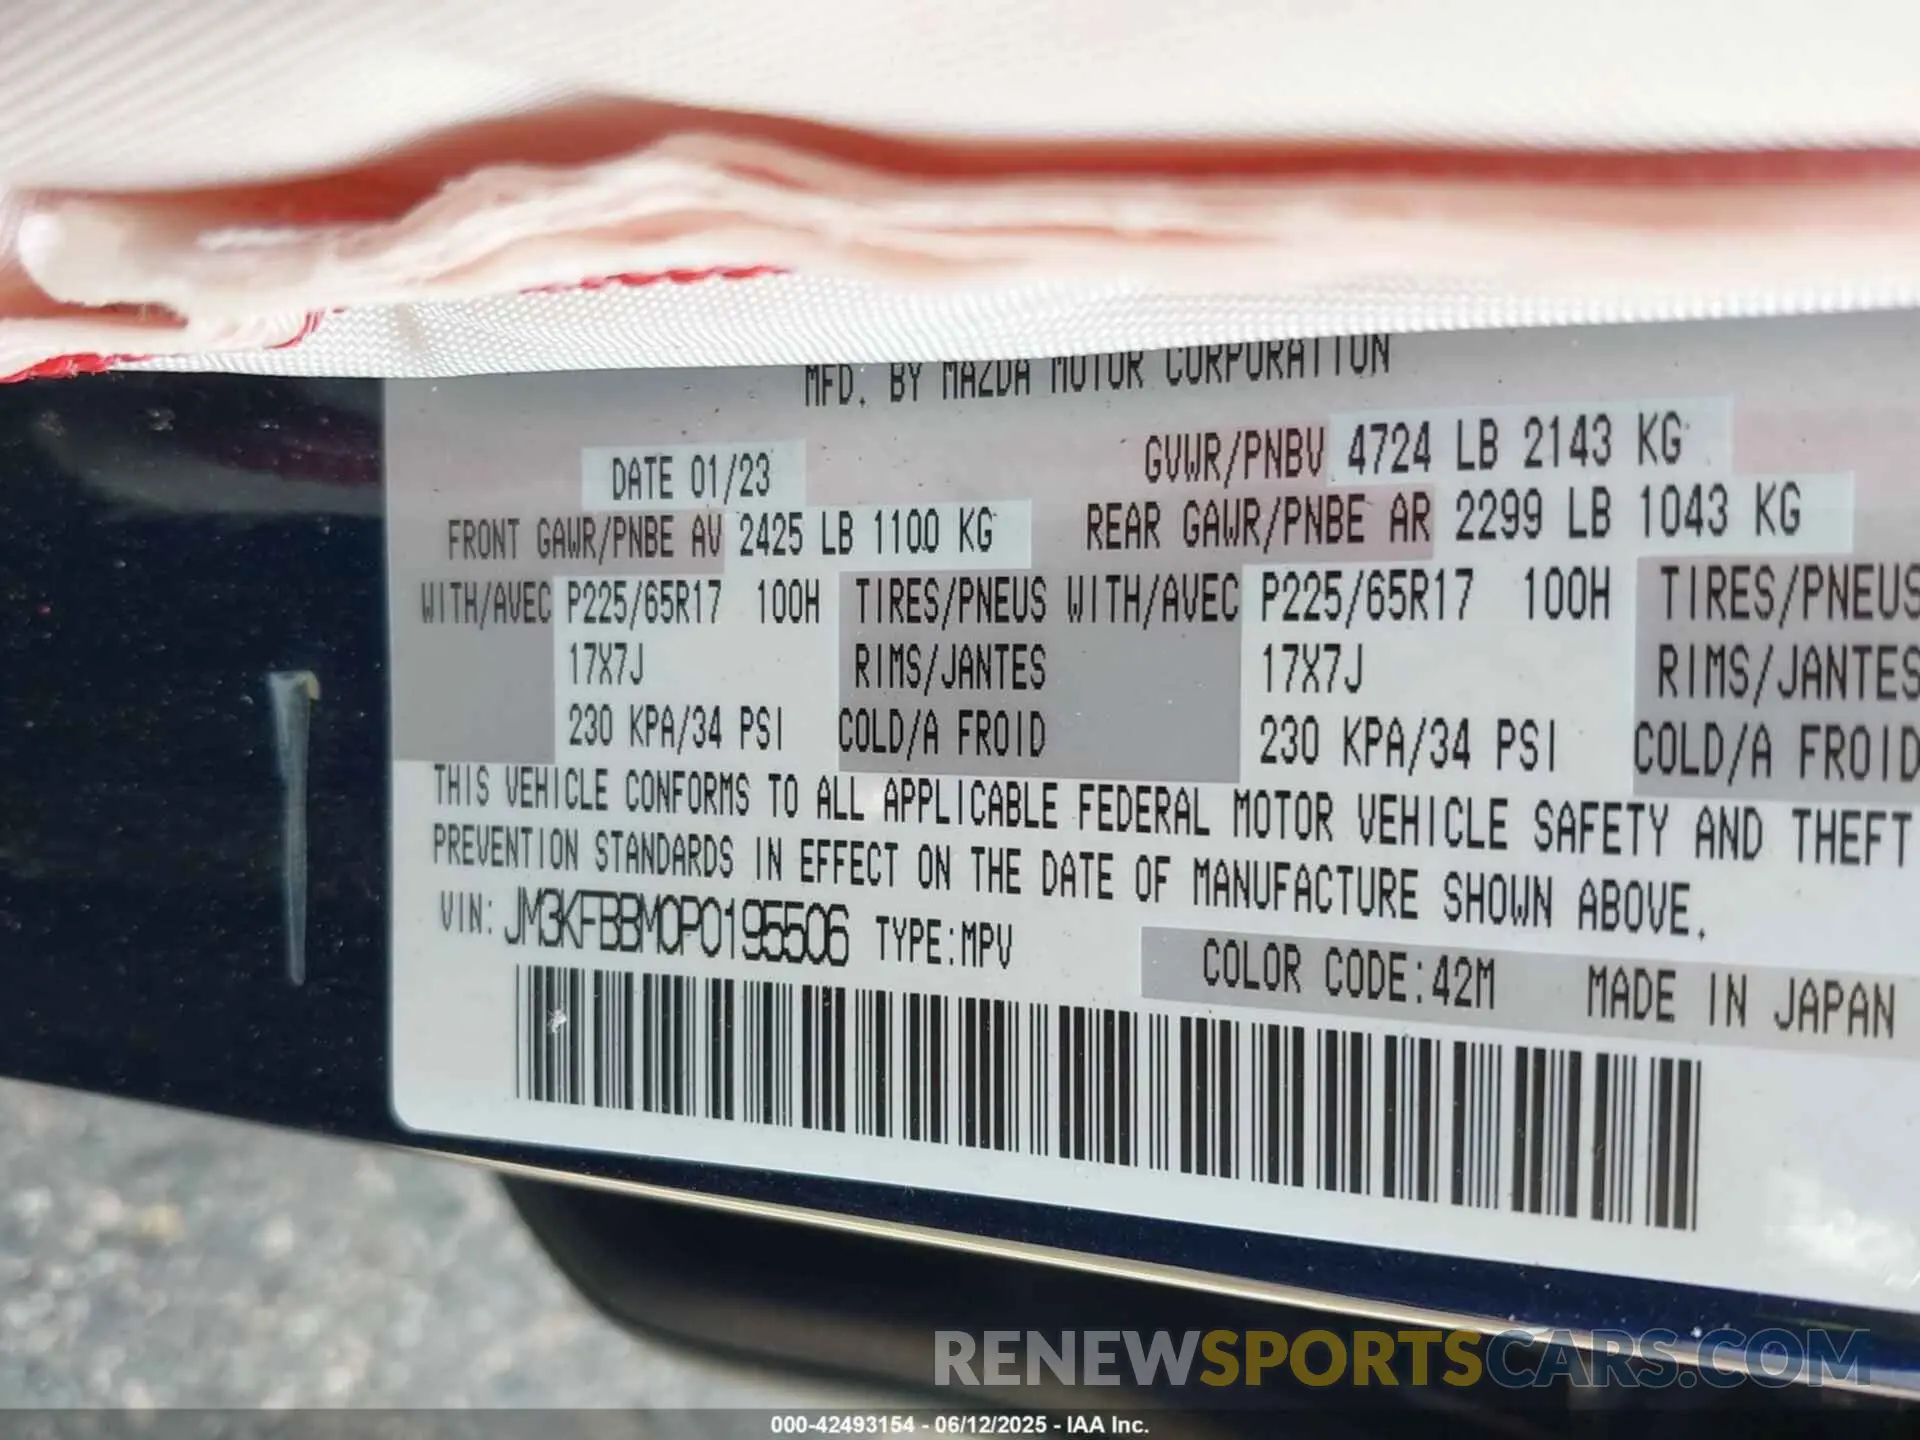 MFD. BY MAZDA MOTOR CORPORATION
DATE 01/23 GVWR/PNBV 4724 LB 2143 KG
FRONT GAWR/PNBE AV 2425 LB 1100 KG REAR GAWR/PNBE AR 2299 LB 1043 KG
WITH/AVEC P225/65R17 100H TIRES/PNEUS WITH/AVEC P225/65R17 100H TIRES/PNEUS
17X7J RIMS/JANTES 17X7J RIMS/JANTES
230 KPA/34 PSI COLD/A FROID 230 KPA/34 PSI COLD/A FROID
THIS VEHICLE CONFORMS TO ALL APPLICABLE FEDERAL MOTOR VEHICLE SAFETY AND THEFT
PREVENTION STANDARDS IN EFFECT ON THE DATE OF MANUFACTURE SHOWN ABOVE.
VIN: JM3KFBBM0P0195506 TYPE:MPV
COLOR CODE:42M MADE IN JAPAN
RENEWSPORTSCARS.COM
000-42493154 - 06/12/2025 - IAA Inc.